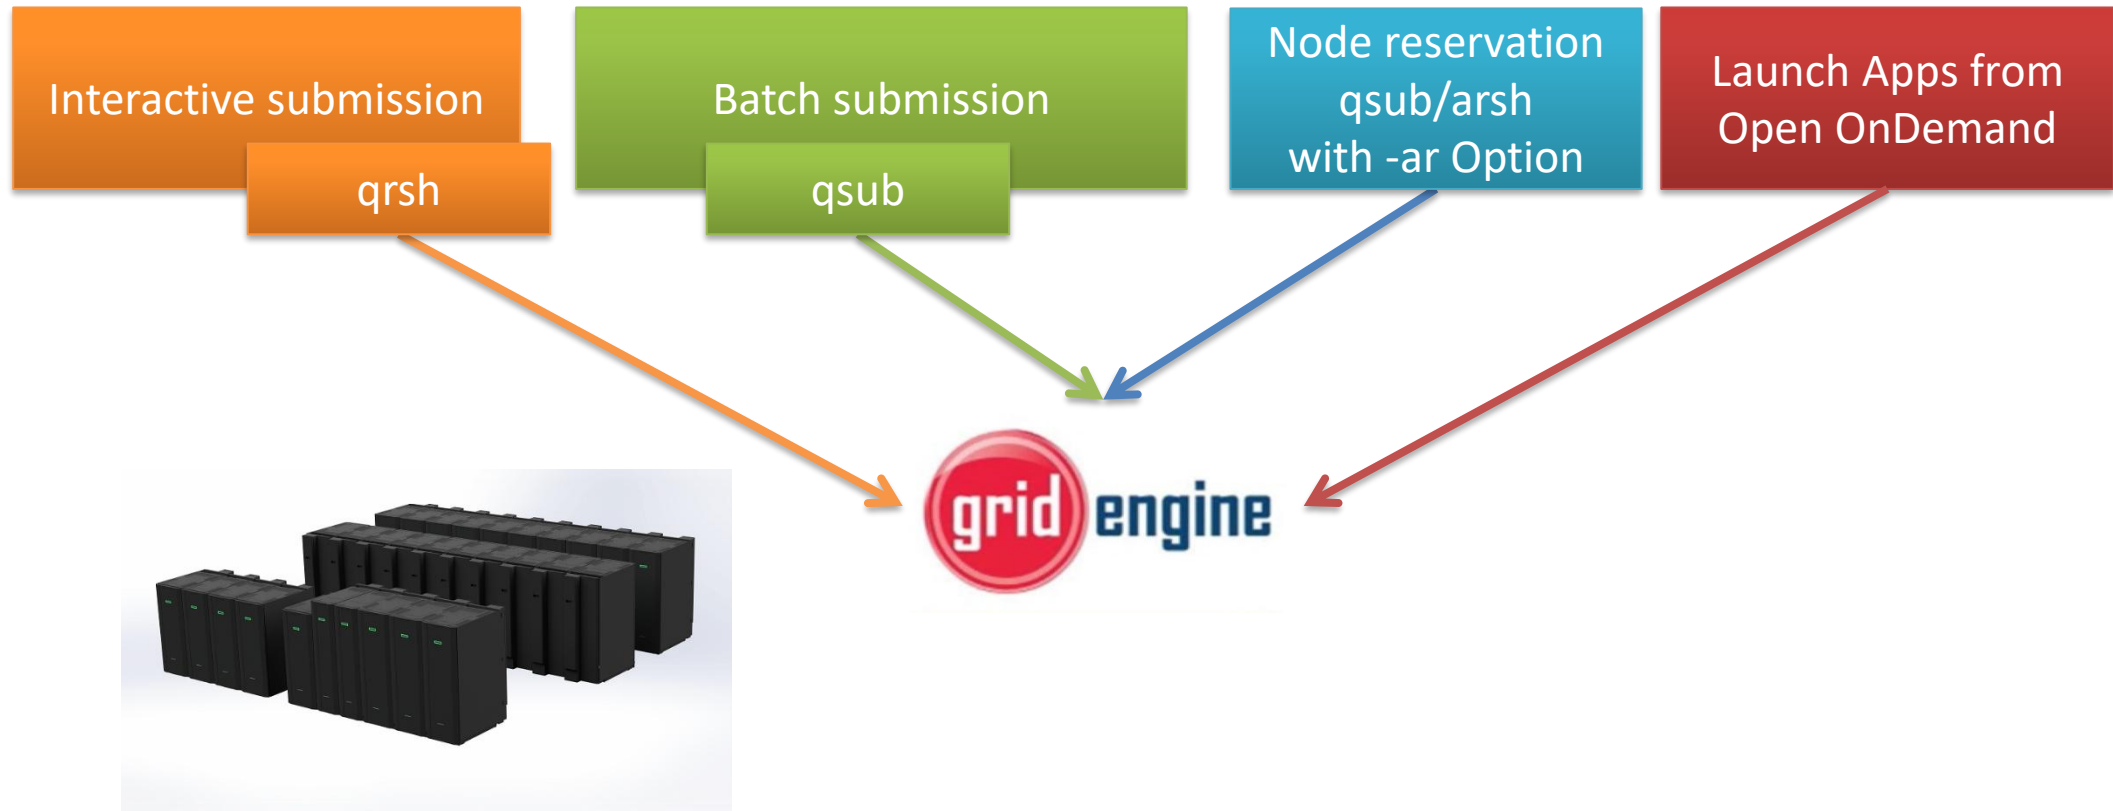 Interactive submission
qrsh
Batch submission
qsub
Node reservation
qsub/arsh
with -ar Option
Launch Apps from
Open OnDemand
grid engine